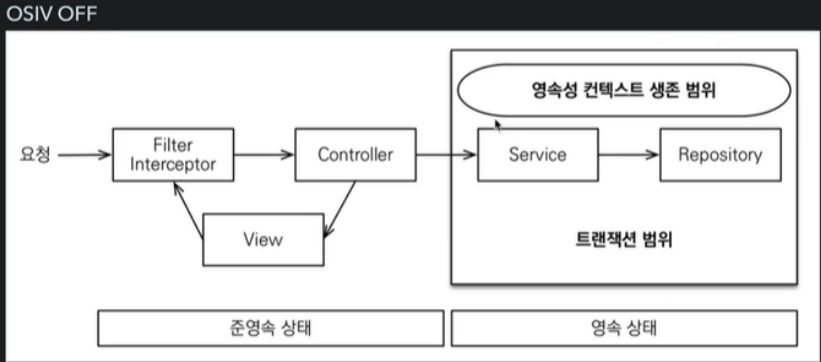 OSIV OFF
영속성 컨텍스트 생존 범위
요청
Filter
Interceptor
Controller
Service
Repository
View
트랜잭션 범위
준영속 상태
영속 상태